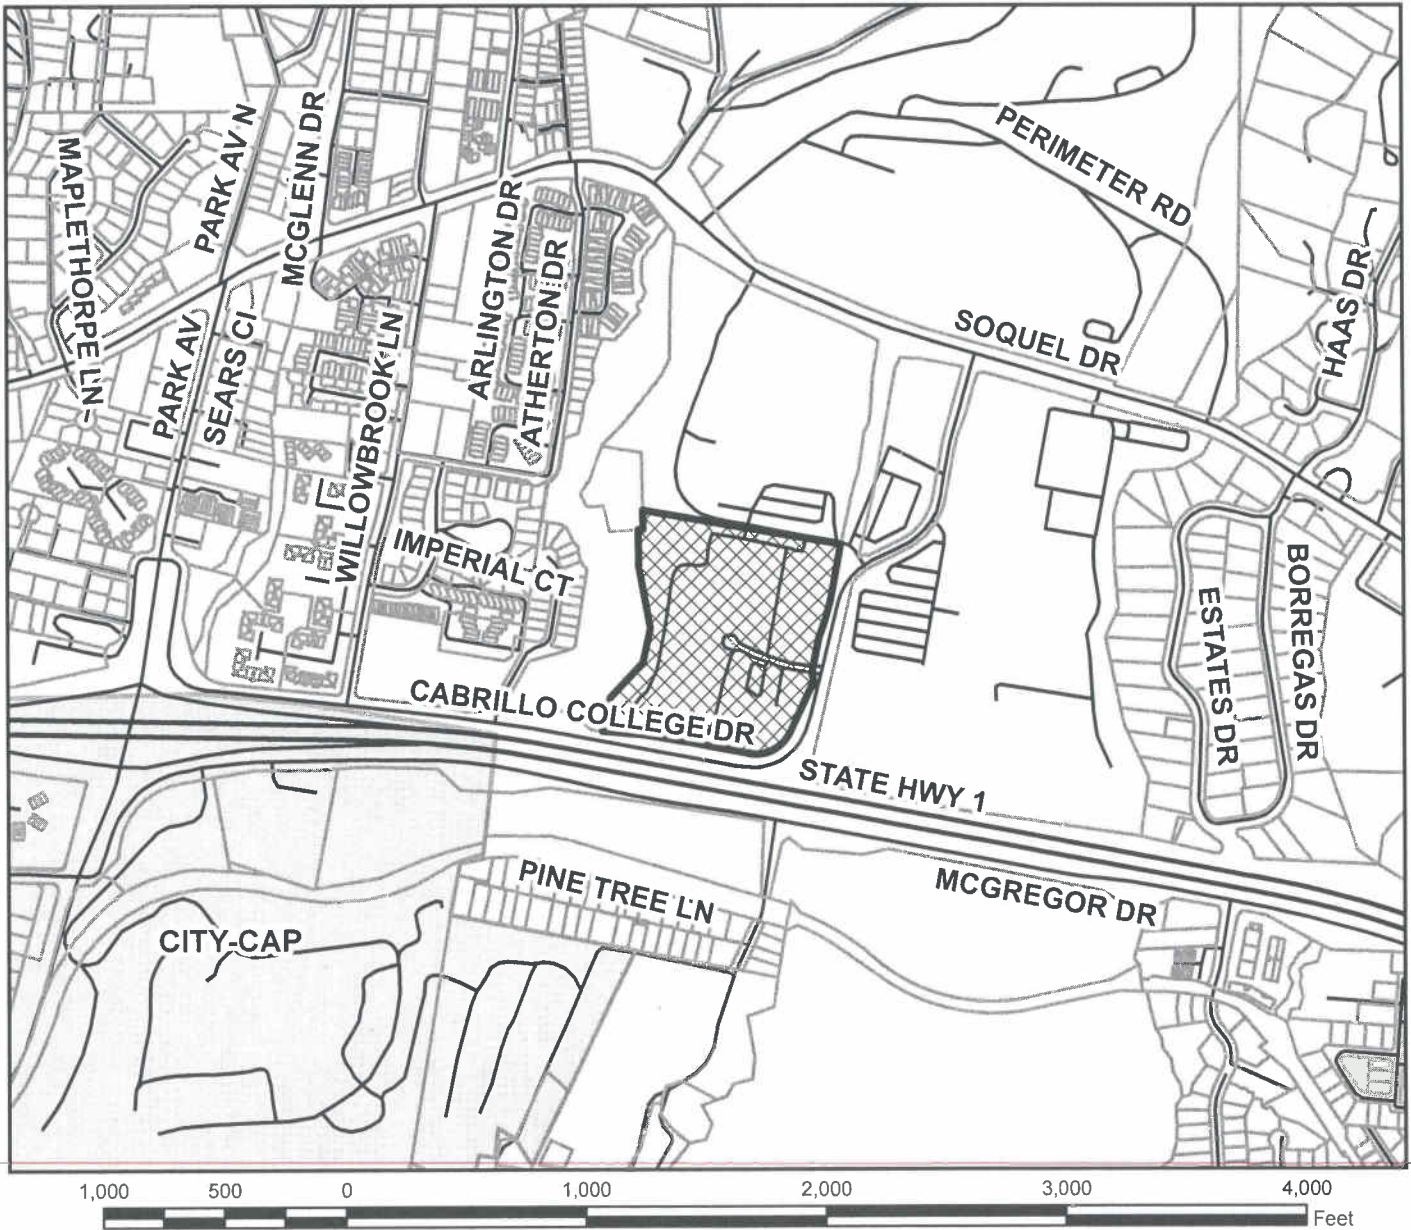 MAPLETHORPE LN
PARK AV N
MCGLENN DR
PERIMETER RD
ARLINGTON DR
ATHERTON DR
HAAS DR
SOQUEL DR
PARK AV
SEARS CI
WILLOWBROOK LN
IMPERIAL CT
ESTATES DR
BORREGAS DR
CABRILLO COLLEGE DR
STATE HWY 1
PINE TREE LN
MCGREGOR DR
CITY-CAP
1,000 500 0 1,000 2,000 3,000 4,000
Feet